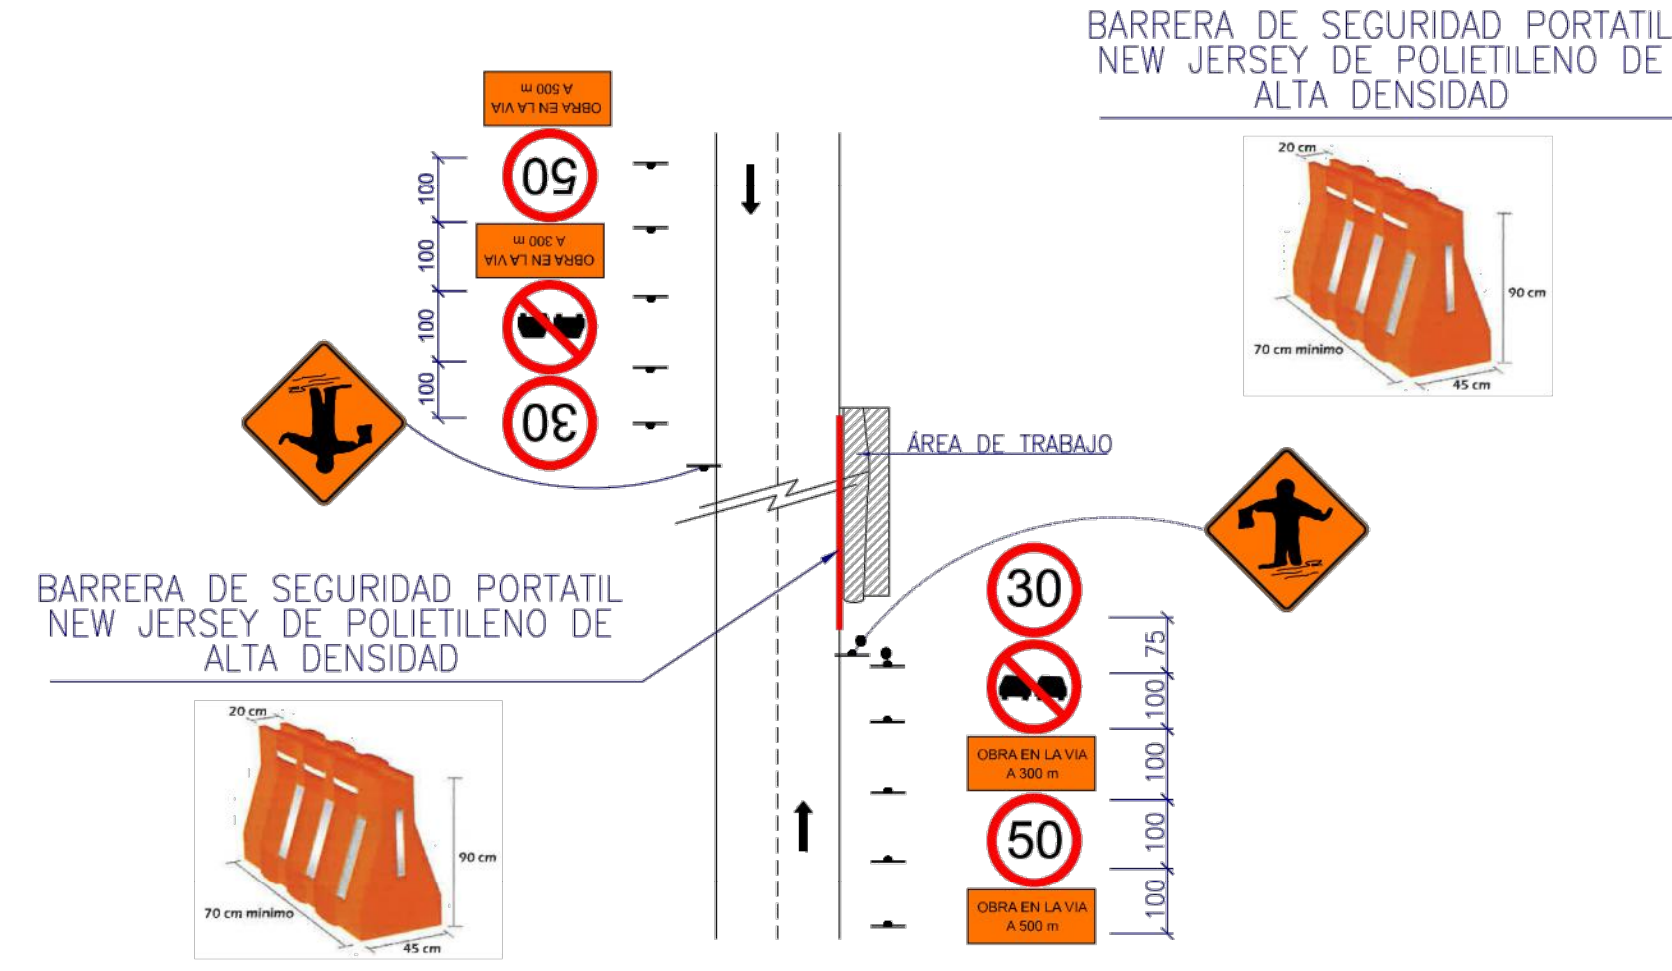 BARRERA DE SEGURIDAD PORTATIL
NEW JERSEY DE POLIETILENO DE
ALTA DENSIDAD
20 cm
90 cm
70 cm minimo
45 cm
OBRA EN LA VIA
A 500 m
50
OBRA EN LA VIA
A 300 m
30
100
100
100
100
ÁREA DE TRABAJO
BARRERA DE SEGURIDAD PORTATIL
NEW JERSEY DE POLIETILENO DE
ALTA DENSIDAD
20 cm
90 cm
70 cm minimo
45 cm
30
OBRA EN LA VIA
A 300 m
50
OBRA EN LA VIA
A 500 m
75
100
100
100
100